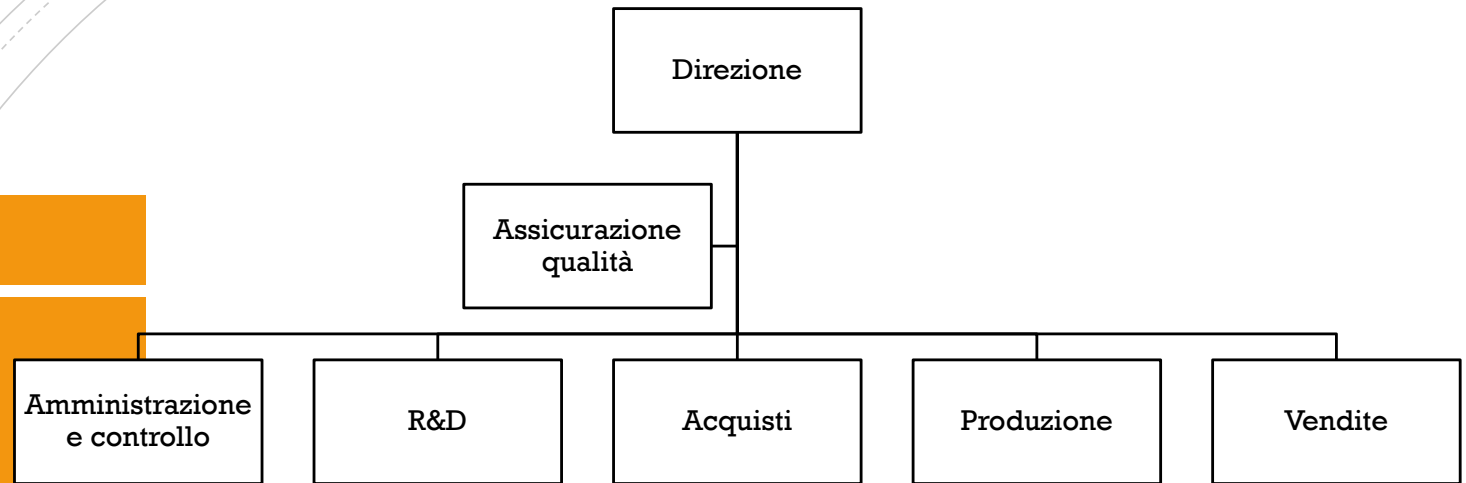 Direzione
Assicurazione
qualità
Amministrazione
e controllo
R&D
Acquisti
Produzione
Vendite